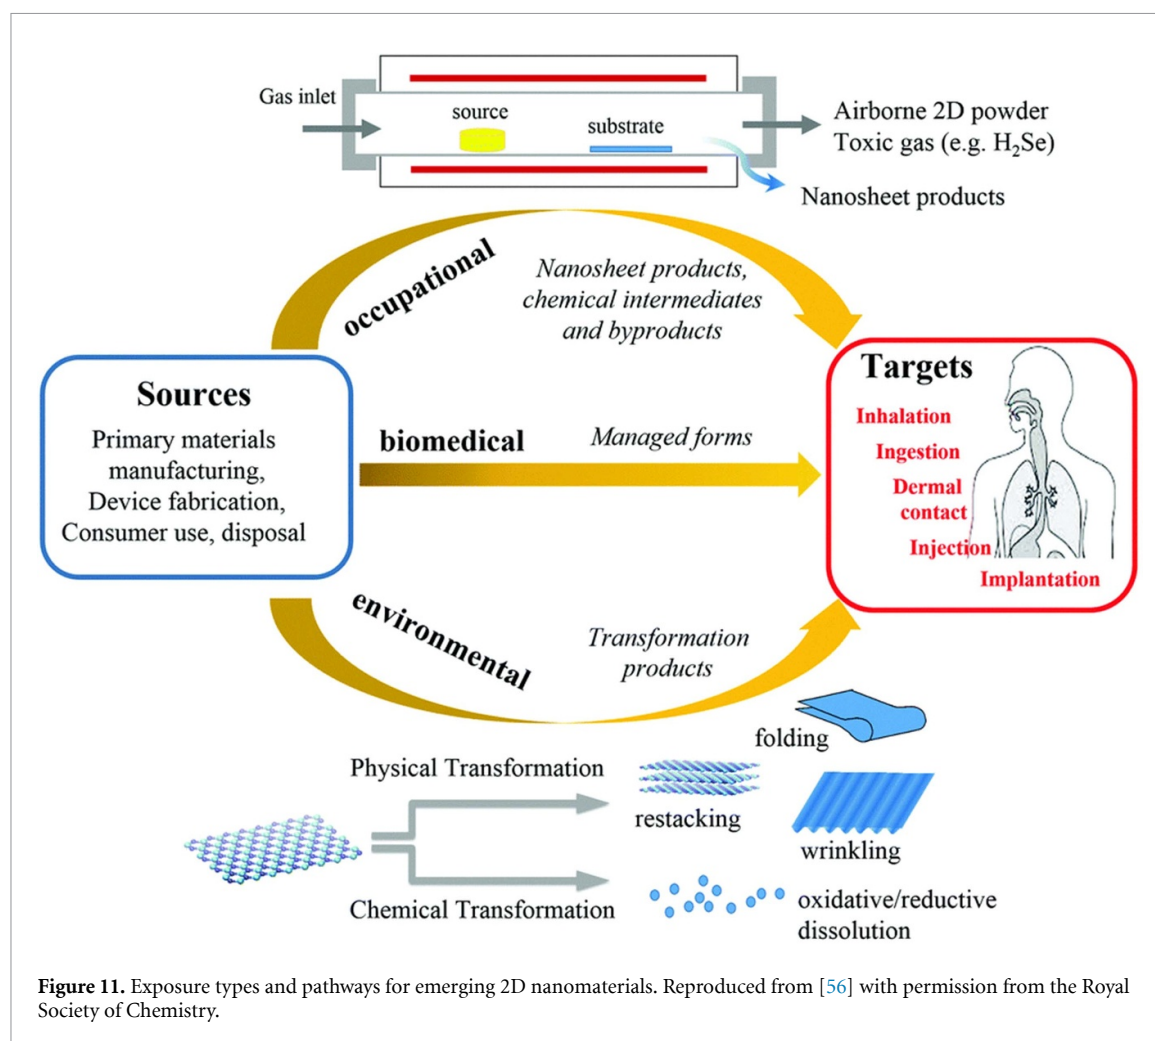 Gas inlet
source
substrate
Airborne 2D powder
Toxic gas (e.g. H₂Se)
Nanosheet products
occupational
Nanosheet products,
chemical intermediates
and byproducts
Sources
Primary materials
manufacturing,
Device fabrication,
Consumer use, disposal
biomedical
Managed forms
Targets
Inhalation
Ingestion
Dermal
contact
Injection
Implantation
environmental
Transformation
products
folding
Physical Transformation
restacking
wrinkling
Chemical Transformation
oxidative/reductive
dissolution
Figure 11. Exposure types and pathways for emerging 2D nanomaterials. Reproduced from [56] with permission from the Royal
Society of Chemistry.